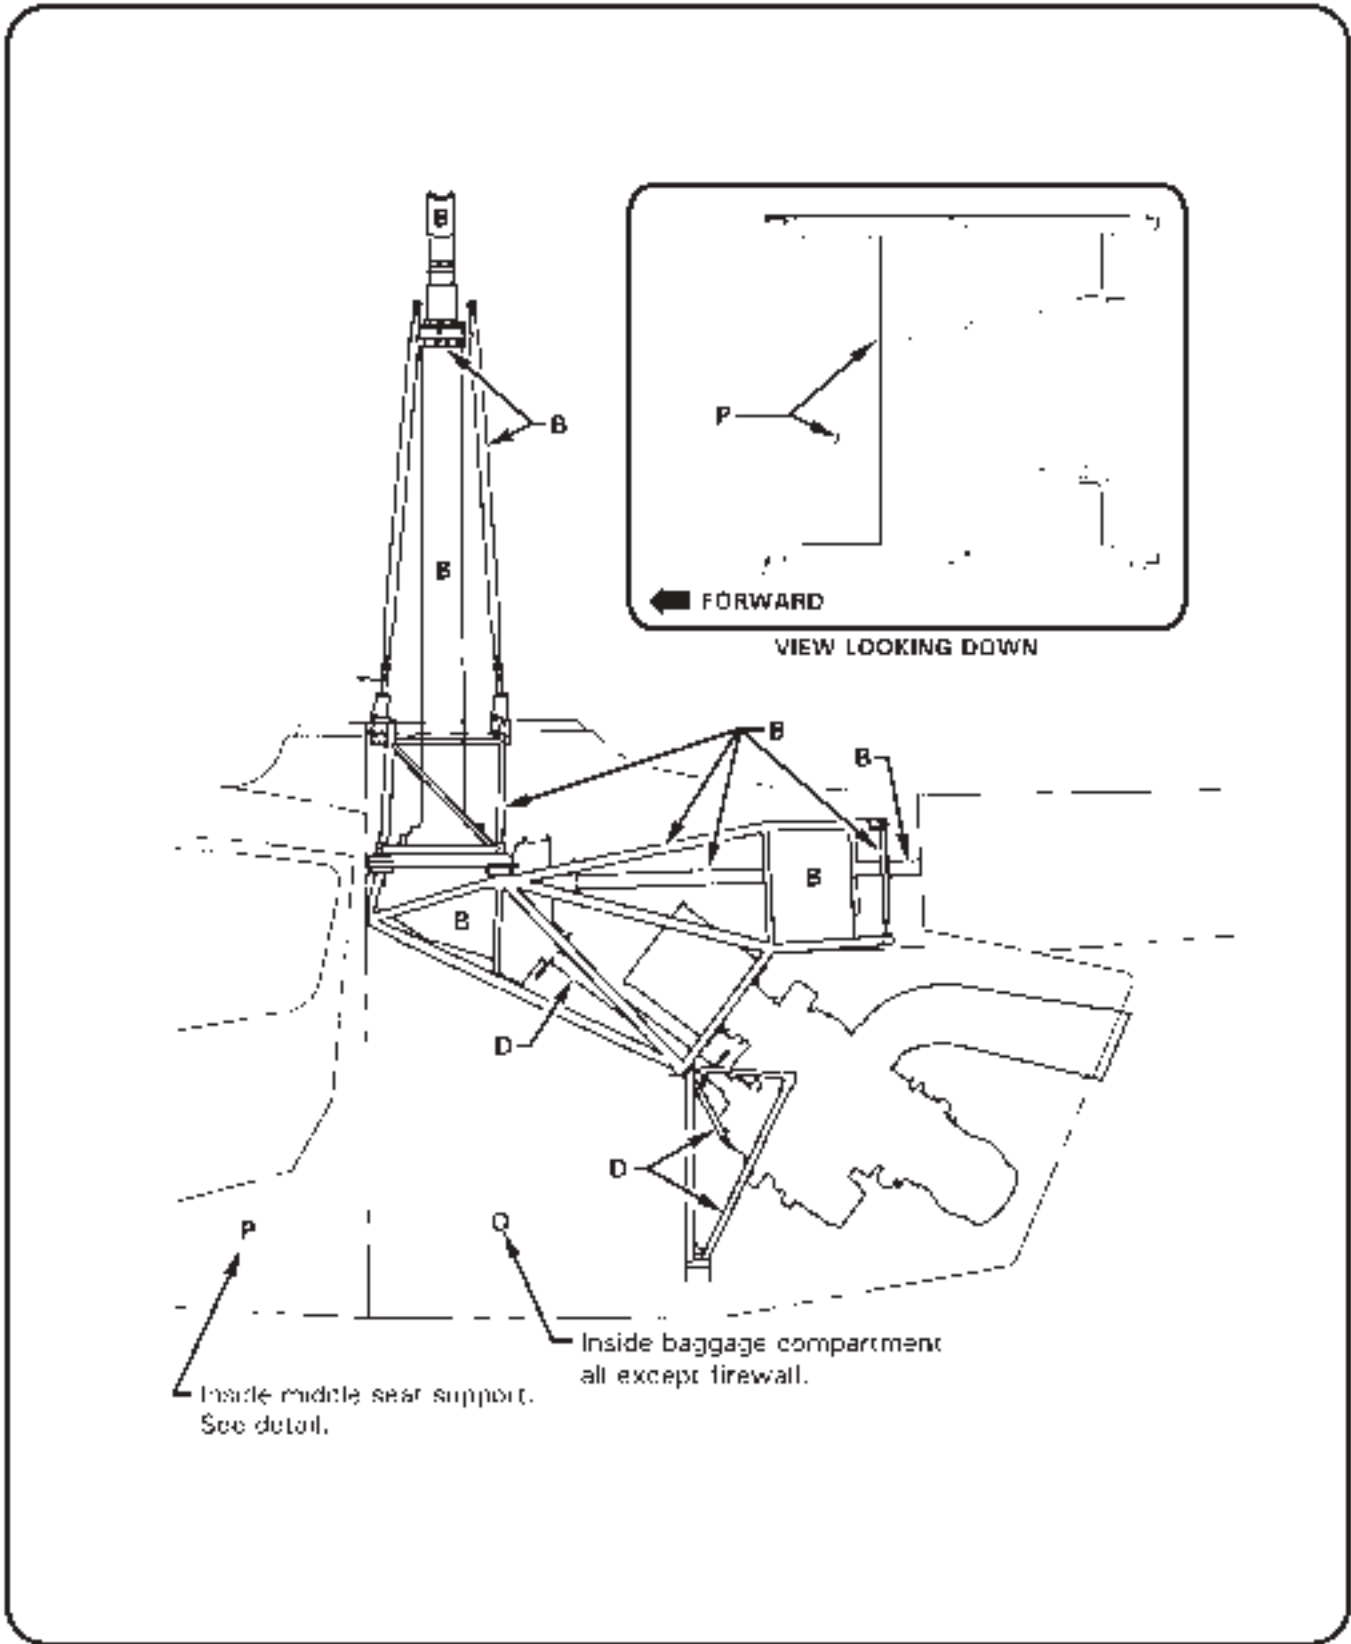 B
B
P
B
FORWARD
VIEW LOOKING DOWN
B
B
B
B
D
D
P
O
Inside baggage compartment
all except firewall.
Inside middle seat support.
See detail.